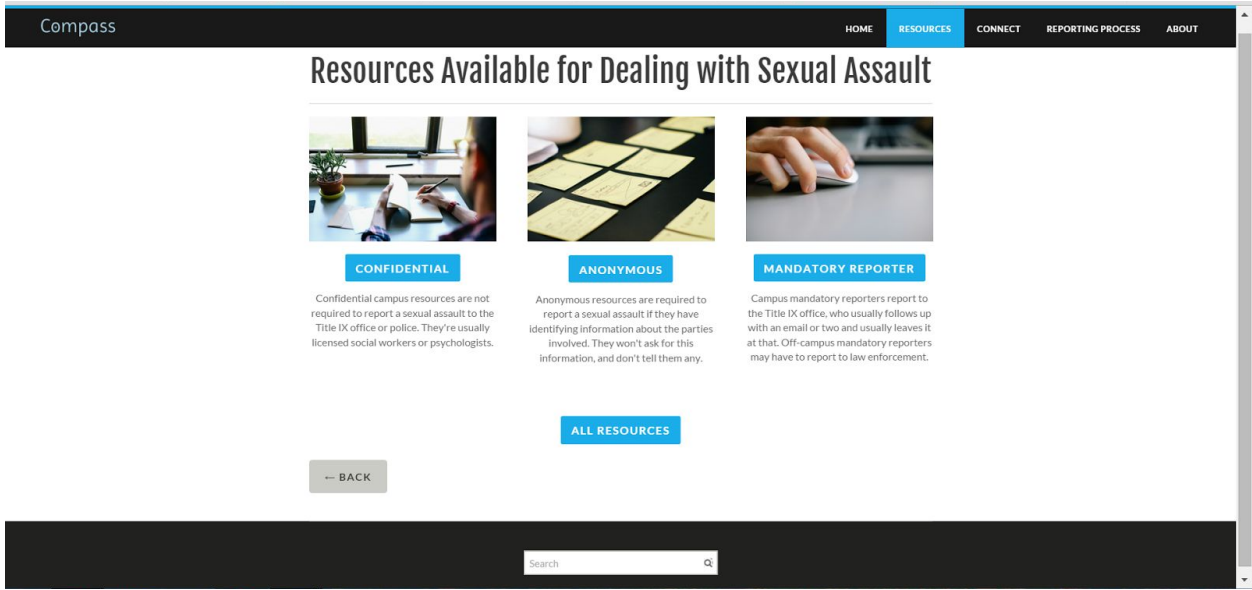 Compass
HOME RESOURCES CONNECT REPORTING PROCESS ABOUT
Resources Available for Dealing with Sexual Assault
CONFIDENTIAL
Confidential campus resources are not
required to report a sexual assault to the
Title IX office or police. They're usually
licensed social workers or psychologists.
ANONYMOUS
Anonymous resources are required to
report a sexual assault if they have
identifying information about the parties
involved. They won't ask for this
information, and don't tell them any.
MANDATORY REPORTER
Campus mandatory reporters report to
the Title IX office, who usually follows up
with an email or two and usually leaves it
at that. Off-campus mandatory reporters
may have to report to law enforcement.
ALL RESOURCES
← BACK
Search